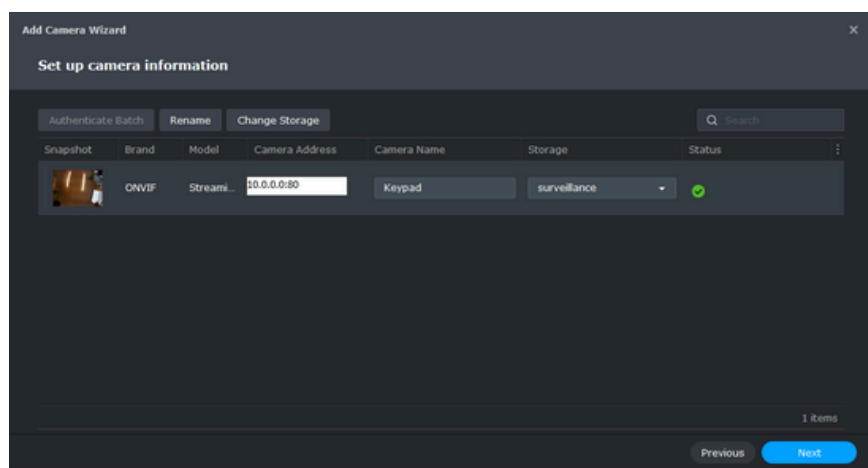 Add Camera Wizard
Set up camera information
Authenticate Batch Rename Change Storage Search
Snapshot Brand Model Camera Address Camera Name Storage Status
ONVIF Streami... 10.0.0.0:80 Keypad surveillance
1 items
Previous Next